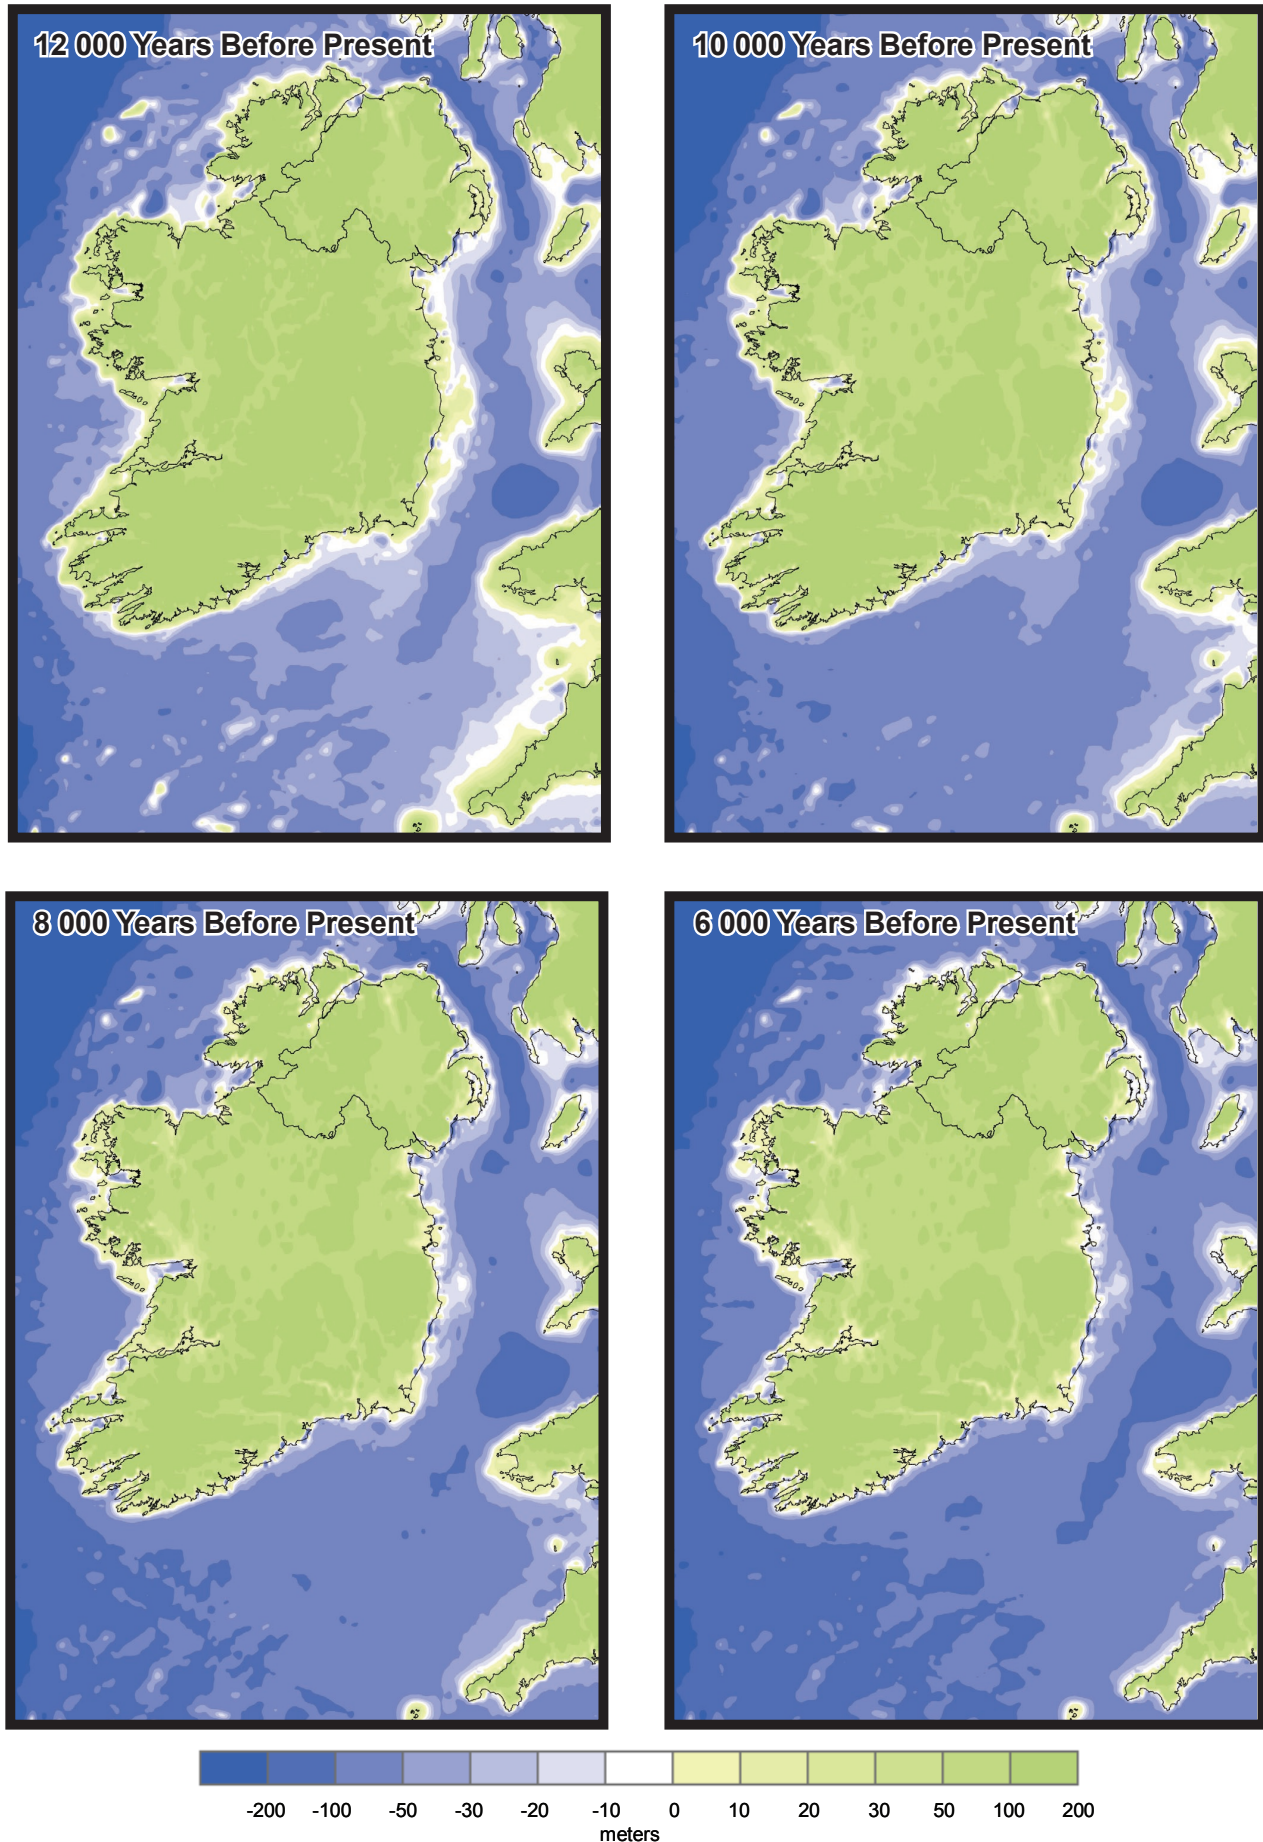 12 000 Years Before Present
10 000 Years Before Present
8 000 Years Before Present
6 000 Years Before Present
-200 -100 -50 -30 -20 -10 0 10 20 30 50 100 200
meters